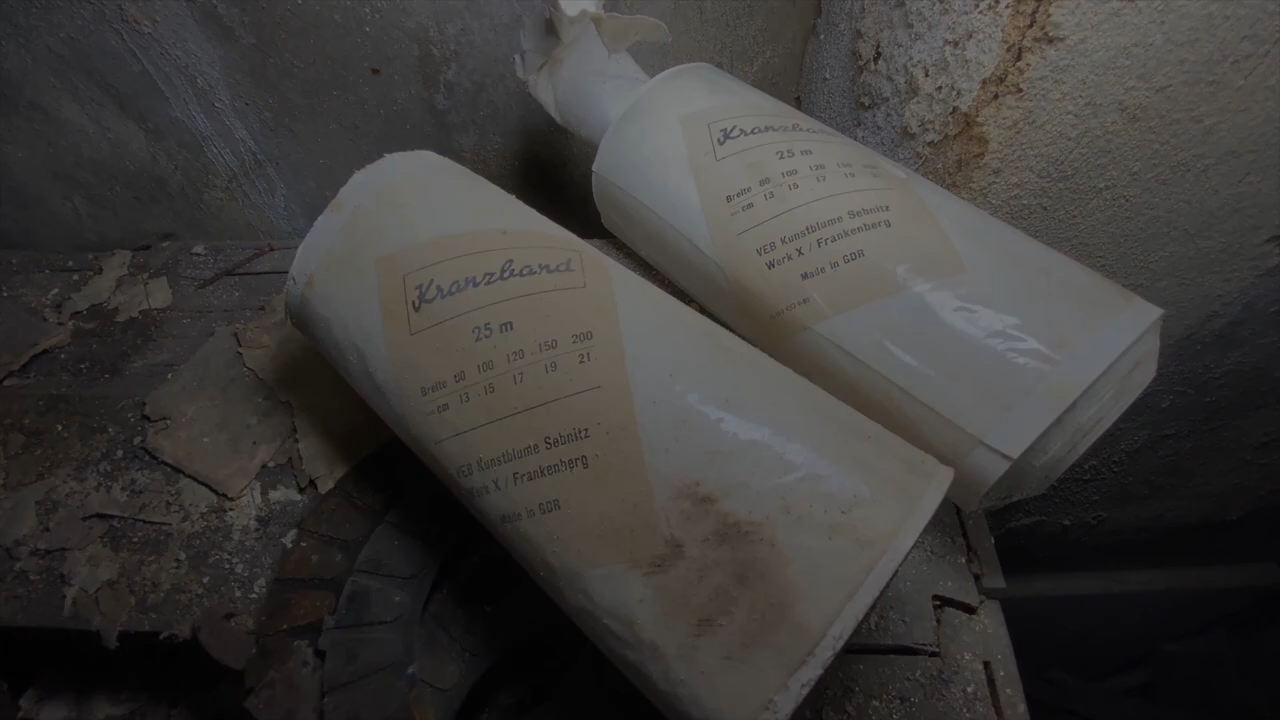 Kranzband
25 m
Breite 80 100 120 150 200
cm 13 15 17 19 21
VEB Kunstblume Sebnitz
Werk X / Frankenberg
Made in GDR
Kranzband
25 m
Breite 80 100 120 150
cm 13 15 17 19
VEB Kunstblume Sebnitz
Werk X / Frankenberg
Made in GDR